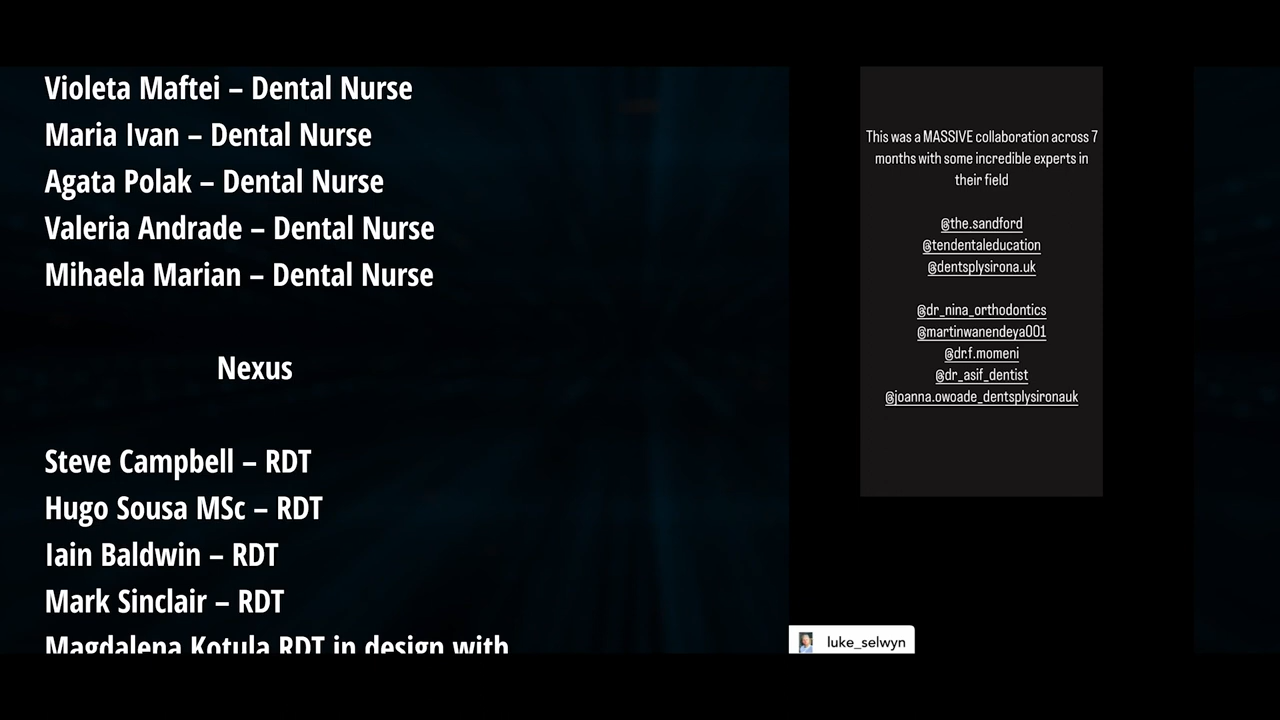 Violeta Maftei – Dental Nurse
Maria Ivan – Dental Nurse
Agata Polak – Dental Nurse
Valeria Andrade – Dental Nurse
Mihaela Marian – Dental Nurse
Nexus
Steve Campbell – RDT
Hugo Sousa MSc – RDT
Iain Baldwin – RDT
Mark Sinclair – RDT
Magdalena Kotula RDT in design with
This was a MASSIVE collaboration across 7
months with some incredible experts in
their field
@the.sandford
@tendentaleducation
@dentsplysirona.uk
@dr_nina_orthodontics
@martinwanendeya001
@dr.f.momeni
@dr_asif_dentist
@joanna.owoade_dentsplysironauk
luke_selwyn